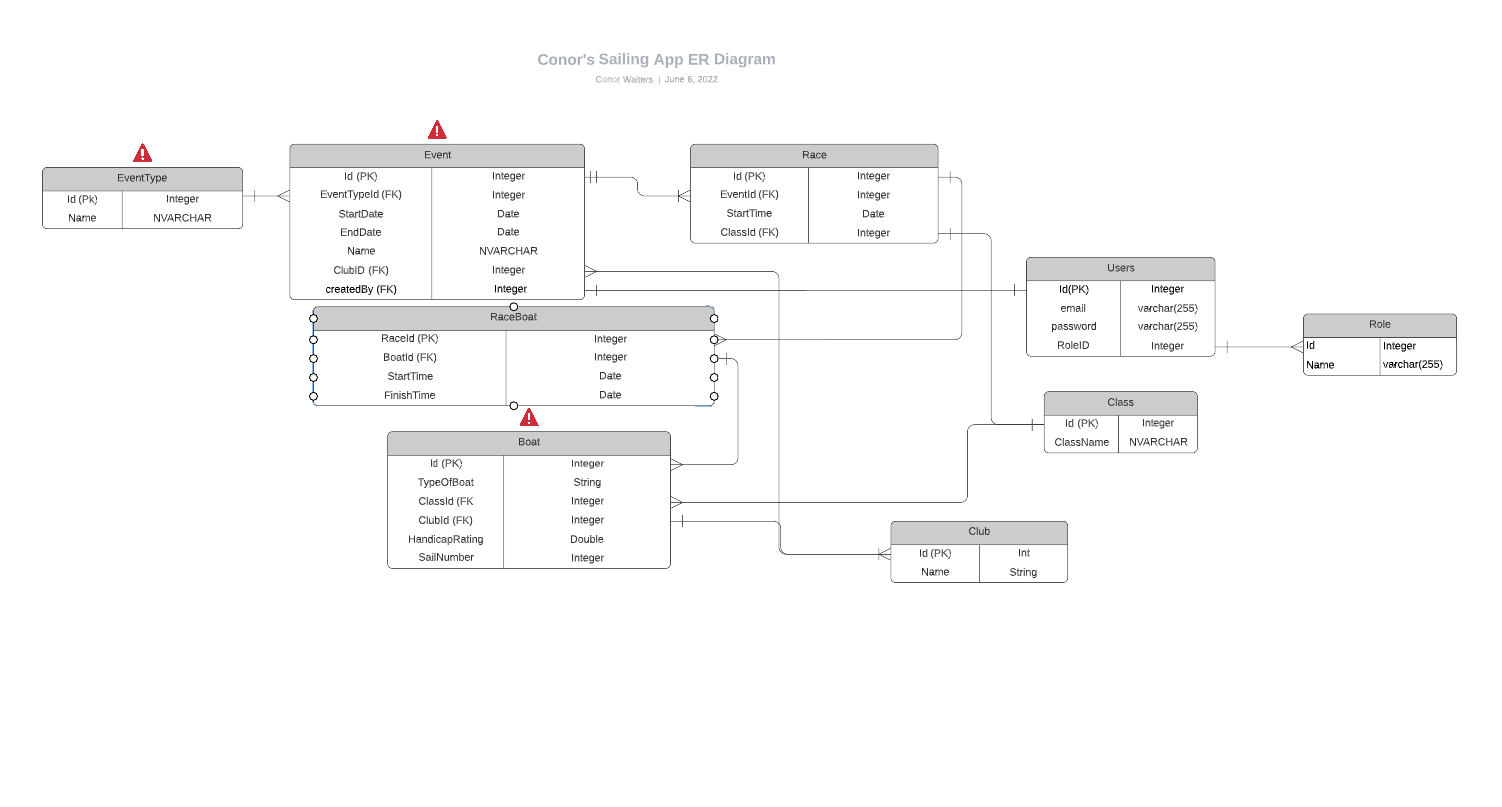 Conor's Sailing App ER Diagram
Conor Walters | June 6, 2022
EventType
Id (Pk) Integer
Name NVARCHAR
Event
Id (PK) Integer
EventTypeId (FK) Integer
StartDate Date
EndDate Date
Name NVARCHAR
ClubID (FK) Integer
createdBy (FK) Integer
Race
Id (PK) Integer
EventId (FK) Integer
StartTime Date
ClassId (FK) Integer
Users
Id(PK) Integer
email varchar(255)
password varchar(255)
RoleID Integer
Role
Id Integer
Name varchar(255)
RaceBoat
RaceId (PK) Integer
BoatId (FK) Integer
StartTime Date
FinishTime Date
Class
Id (PK) Integer
ClassName NVARCHAR
Boat
Id (PK) Integer
TypeOfBoat String
ClassId (FK Integer
ClubId (FK) Integer
HandicapRating Double
SailNumber Integer
Club
Id (PK) Int
Name String